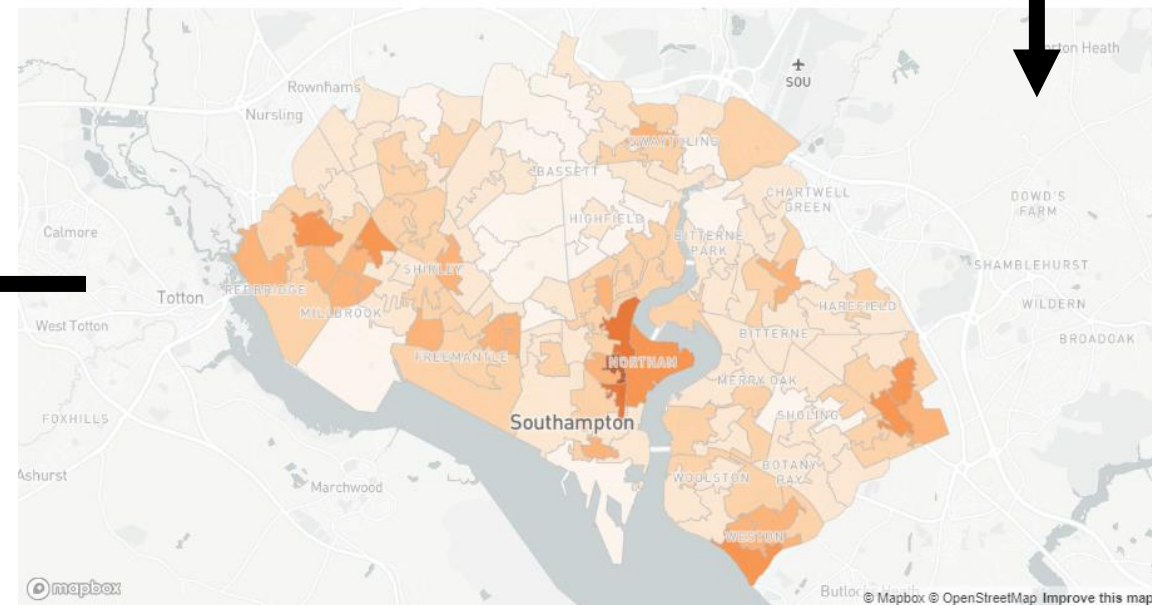 Rownhams
SOU
Nursling
SWAYTHLING
BASSETT
CHARTWELL
GREEN
DOWD'S
FARM
HIGHFIELD
Calmore
BITTERNE
PARK
SHIRLEY
SHAMBLEHURST
REDBRIDGE
Totton
MILLBROOK
HAREFIELD
WILDERN
West Totton
BITTERNE
BROADOAK
FREEMANTLE
NORTHAM
MERRY OAK
FOXHILLS
Southampton
SHOLING
Ashurst
Marchwood
WOOLSTON
BOTANY
BAY
WESTON
mapbox
© Mapbox © OpenStreetMap Improve this map